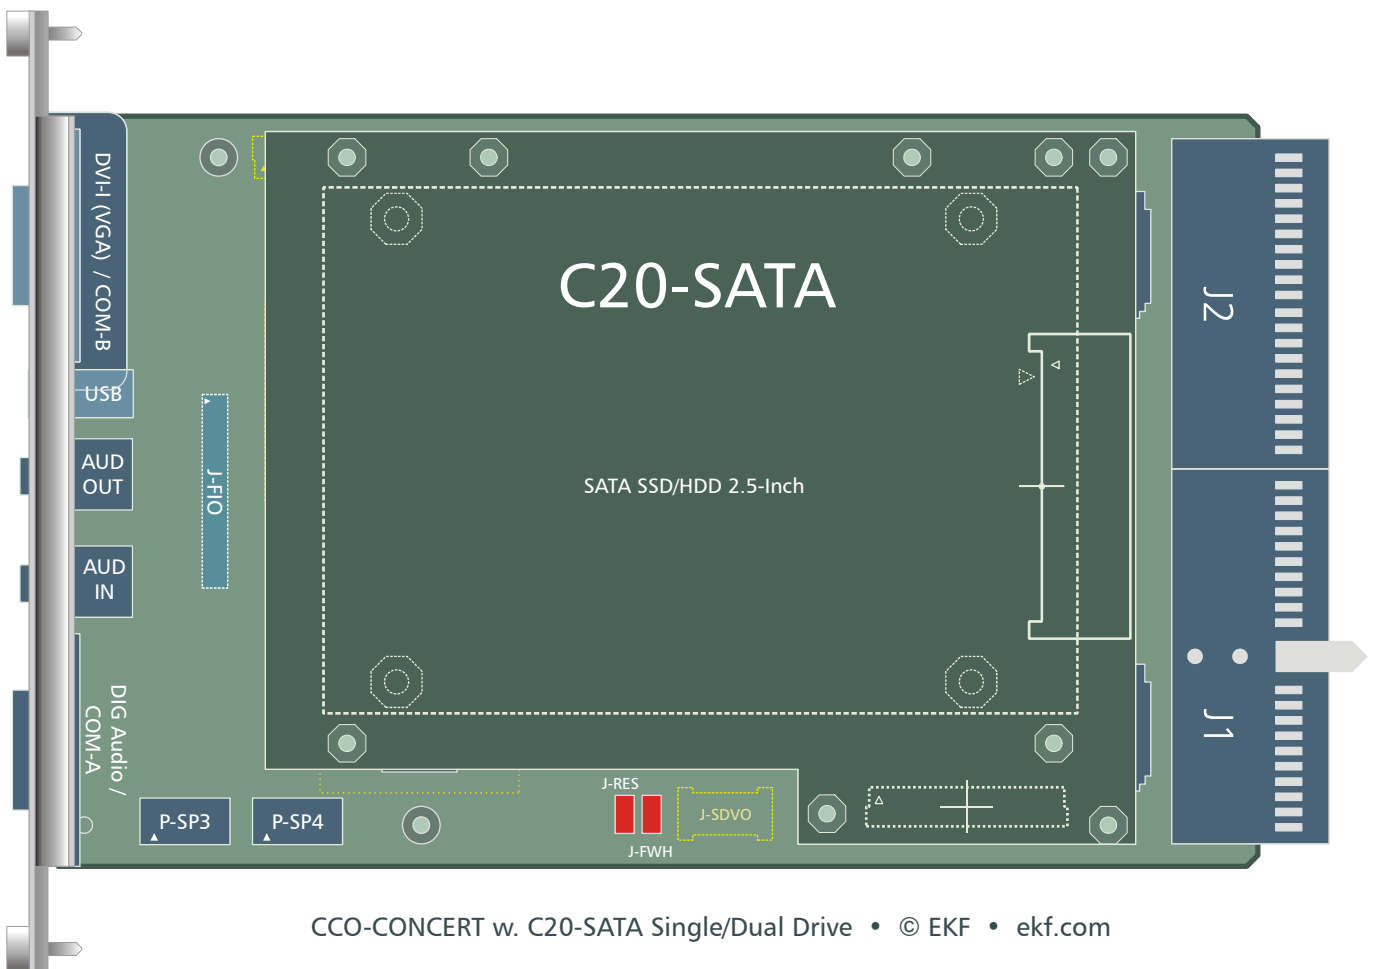 DVI-I (VGA) / COM-B
USB
AUD
OUT
AUD
IN
DIG Audio /
COM-A
J-FIO
C20-SATA
SATA SSD/HDD 2.5-Inch
J2
J1
P-SP3
P-SP4
J-RES
J-FWH
J-SDVO
CCO-CONCERT w. C20-SATA Single/Dual Drive • © EKF • ekf.com